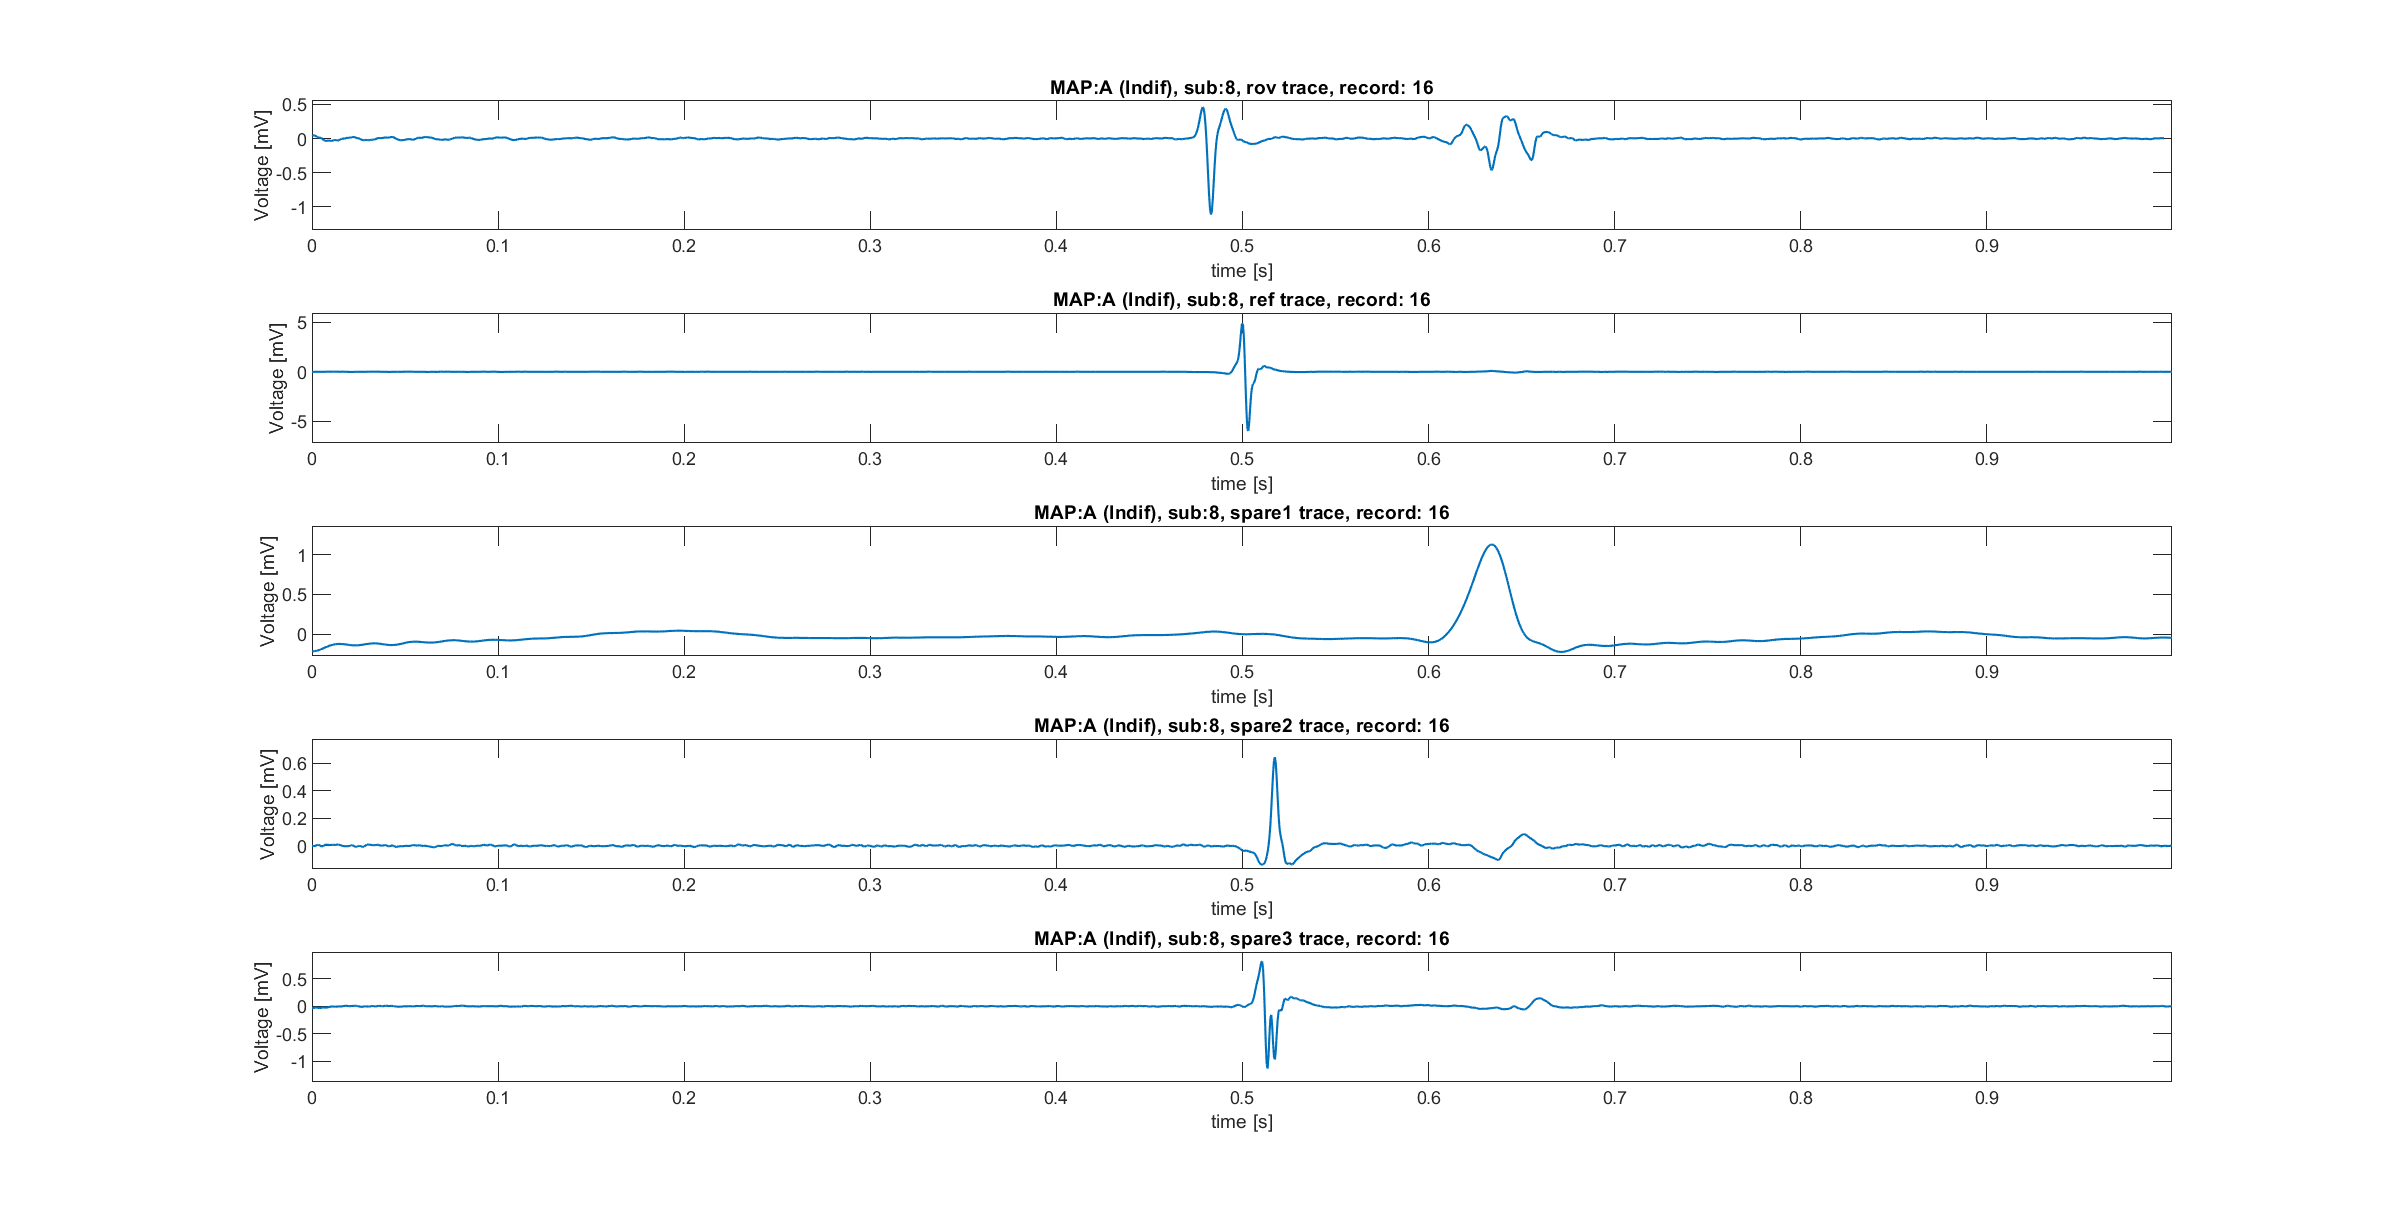 MAP:A (Indif), sub:8, rov trace, record: 16
Voltage [mV]
0.5
0
-0.5
-1
0 0.1 0.2 0.3 0.4 0.5 0.6 0.7 0.8 0.9
time [s]
MAP:A (Indif), sub:8, ref trace, record: 16
Voltage [mV]
5
0
-5
0 0.1 0.2 0.3 0.4 0.5 0.6 0.7 0.8 0.9
time [s]
MAP:A (Indif), sub:8, spare1 trace, record: 16
Voltage [mV]
1
0.5
0
0 0.1 0.2 0.3 0.4 0.5 0.6 0.7 0.8 0.9
time [s]
MAP:A (Indif), sub:8, spare2 trace, record: 16
Voltage [mV]
0.6
0.4
0.2
0
0 0.1 0.2 0.3 0.4 0.5 0.6 0.7 0.8 0.9
time [s]
MAP:A (Indif), sub:8, spare3 trace, record: 16
Voltage [mV]
0.5
0
-0.5
-1
0 0.1 0.2 0.3 0.4 0.5 0.6 0.7 0.8 0.9
time [s]